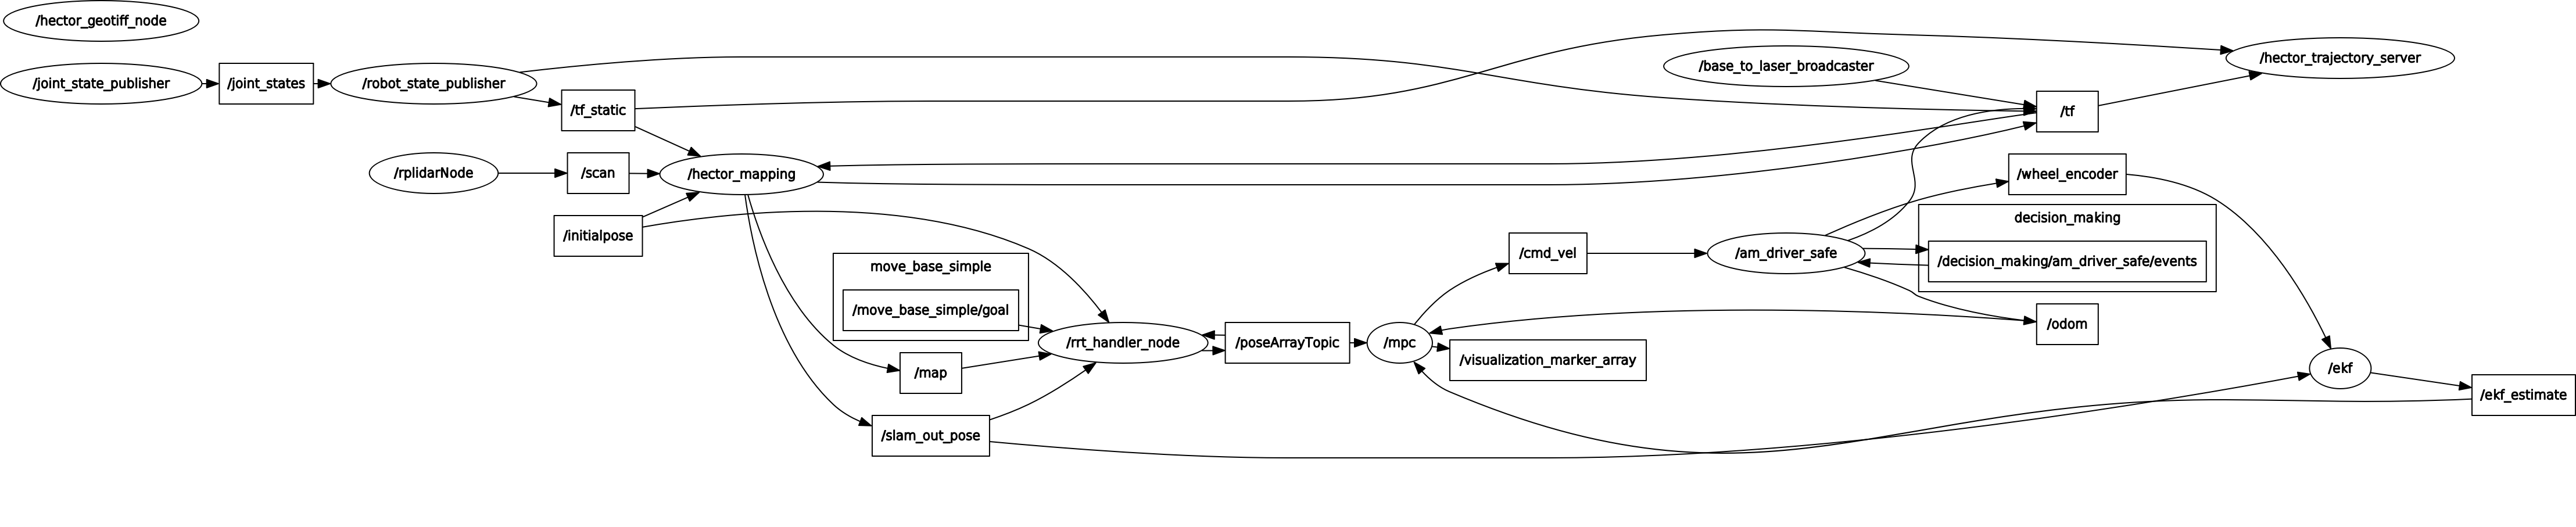 /hector_geotiff_node
/joint_state_publisher
/joint_states
/robot_state_publisher
/tf_static
/base_to_laser_broadcaster
/hector_trajectory_server
/tf
/rplidarNode
/scan
/hector_mapping
/wheel_encoder
/initialpose
decision_making
/decision_making/am_driver_safe/events
/cmd_vel
/am_driver_safe
move_base_simple
/move_base_simple/goal
/odom
/rrt_handler_node
/poseArrayTopic
/mpc
/visualization_marker_array
/map
/ekf
/ekf_estimate
/slam_out_pose